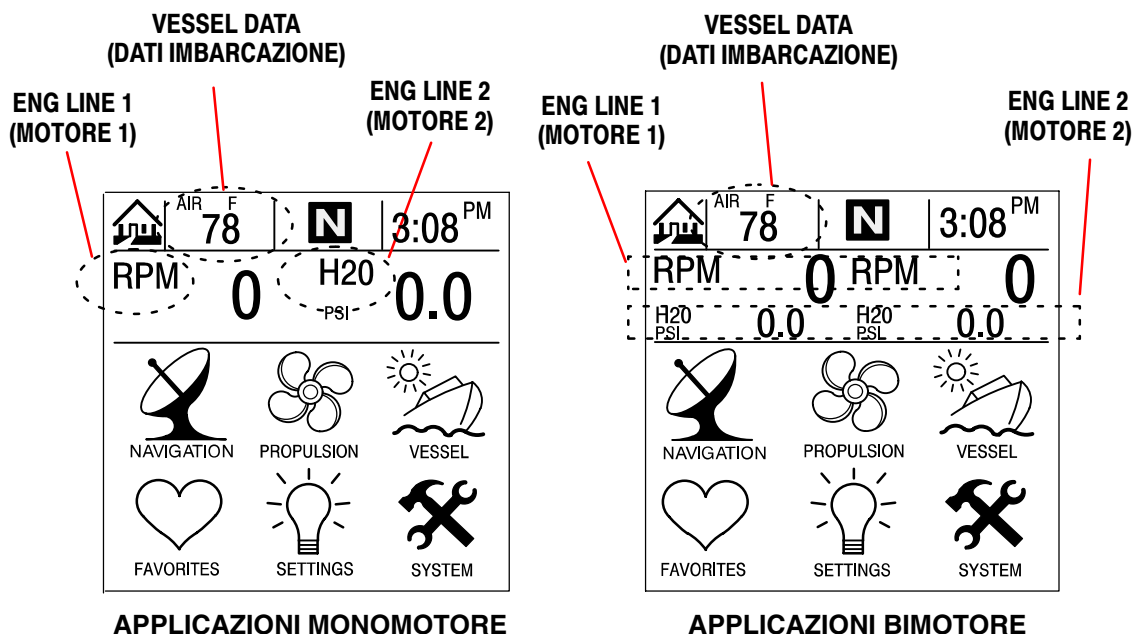 VESSEL DATA
(DATI IMBARCAZIONE)
ENG LINE 1
(MOTORE 1)
ENG LINE 2
(MOTORE 2)
AIR F
78
N
3:08 PM
RPM
0
H20
PSI
0.0
NAVIGATION
PROPULSION
VESSEL
FAVORITES
SETTINGS
SYSTEM
APPLICAZIONI MONOMOTORE
VESSEL DATA
(DATI IMBARCAZIONE)
ENG LINE 1
(MOTORE 1)
ENG LINE 2
(MOTORE 2)
AIR F
78
N
3:08 PM
RPM
0
RPM
0
H20
PSI
0.0
H20
PSI
0.0
NAVIGATION
PROPULSION
VESSEL
FAVORITES
SETTINGS
SYSTEM
APPLICAZIONI BIMOTORE